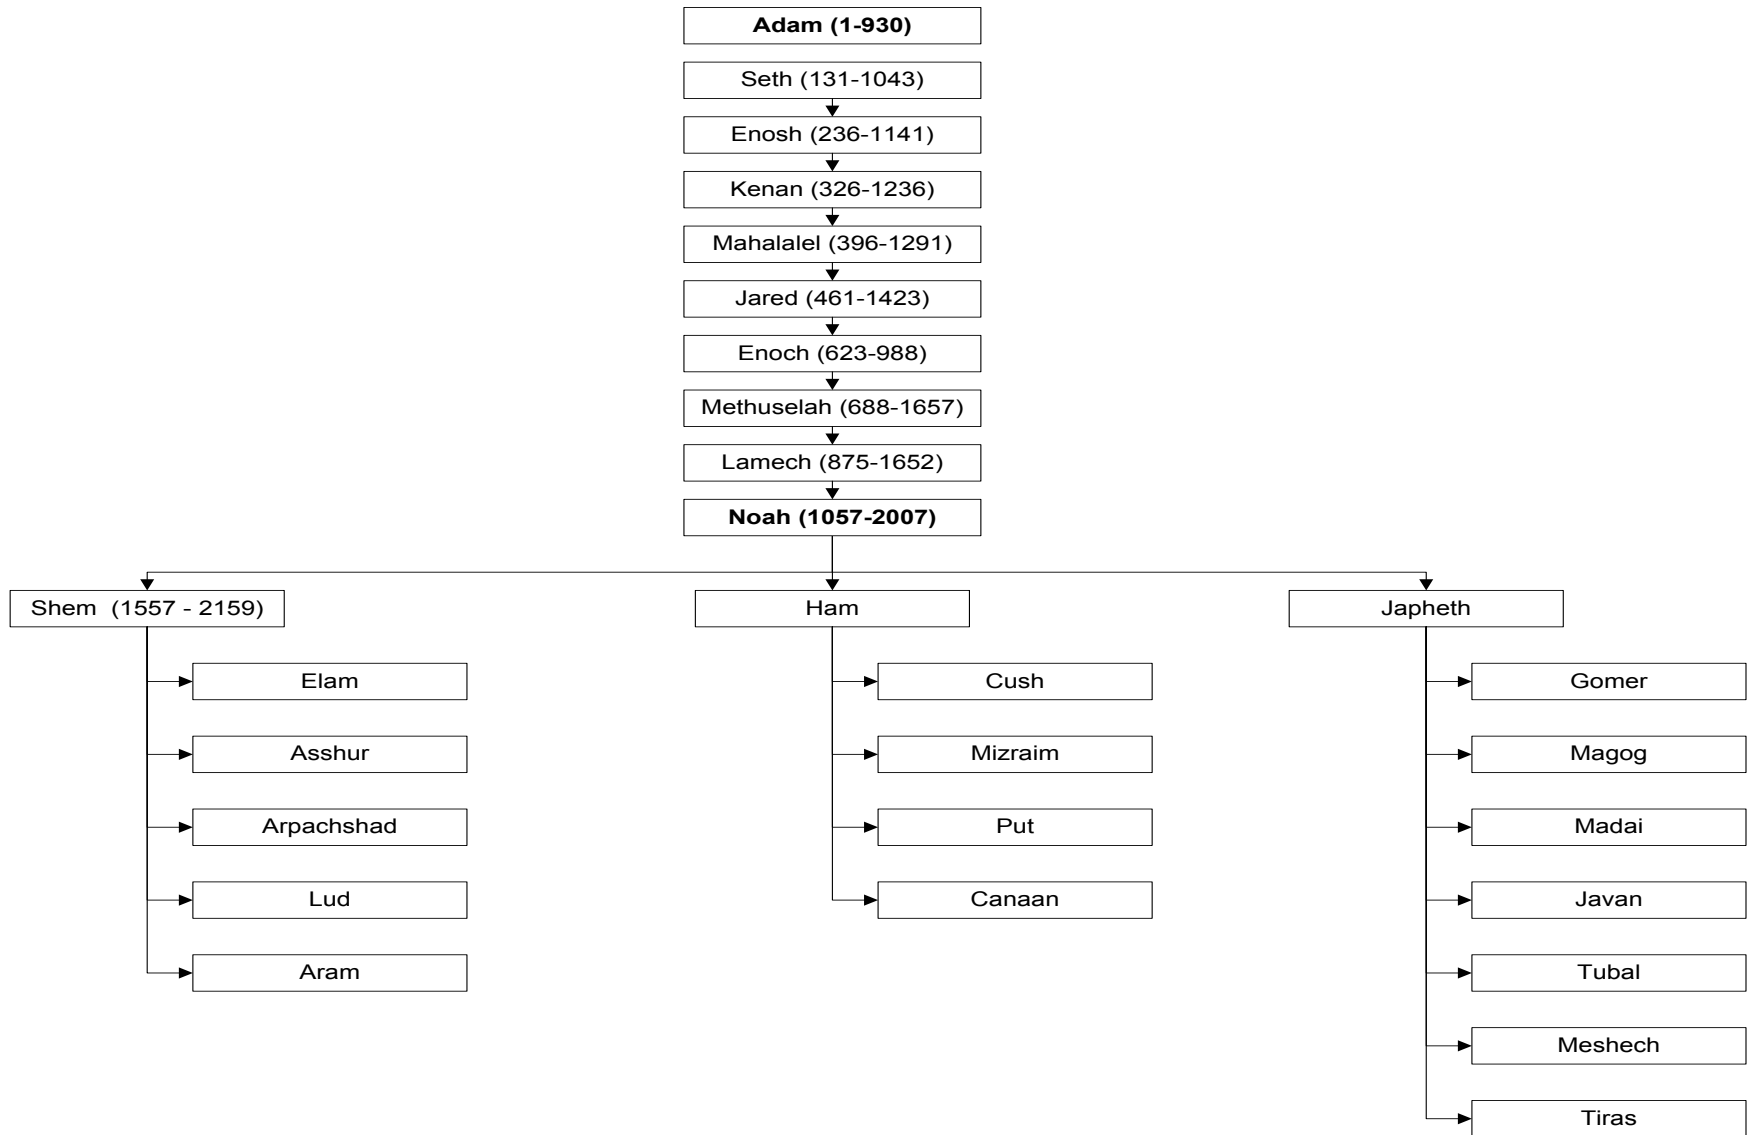 Adam (1-930)
Seth (131-1043)
Enosh (236-1141)
Kenan (326-1236)
Mahalalel (396-1291)
Jared (461-1423)
Enoch (623-988)
Methuselah (688-1657)
Lamech (875-1652)
Noah (1057-2007)
Shem  (1557 - 2159)
Elam
Asshur
Arpachshad
Lud
Aram
Ham
Cush
Mizraim
Put
Canaan
Japheth
Gomer
Magog
Madai
Javan
Tubal
Meshech
Tiras